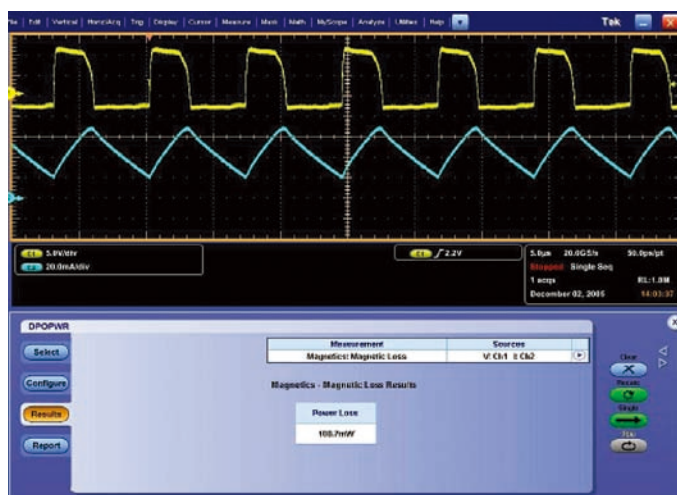 File | Edit | Vertical | Horiz/Acq | Trig | Display | Cursor | Measure | Mask | Math | MyScope | Analyze | Utilities | Help | Tek
C1 5.0V/div
C2 20.0mA/div
C1 2.2V
5.0µs 20.0GS/s 50.0ps/pt
Stopped Single Seq
1 acqs RL:1.0M
December 02, 2005 14:03:37
DPOPWR
Select
Configure
Results
Report
Measurement Sources
Magnetics: Magnetic Loss V: Ch1 I: Ch2
Magnetics - Magnetic Loss Results
Power Loss
108.7mW
Clear
Single